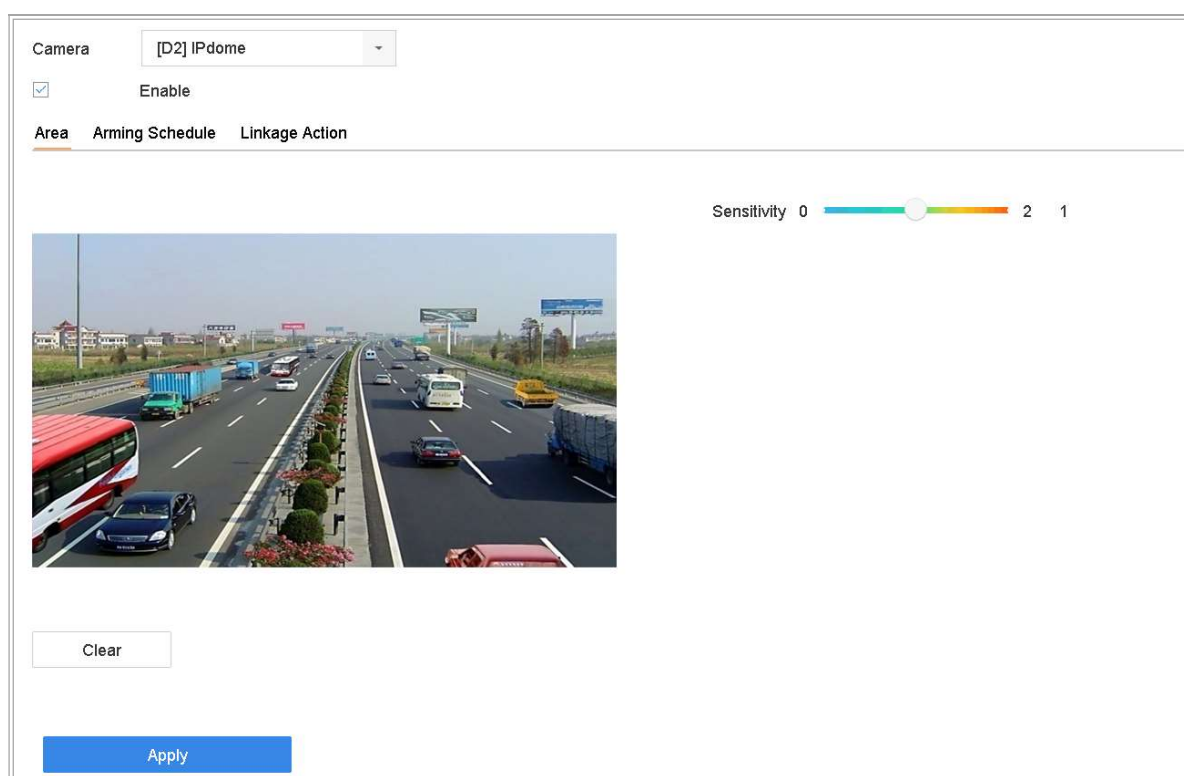 Camera [D2] IPdome
Enable
Area Arming Schedule Linkage Action
Sensitivity 0 2 1
Clear
Apply